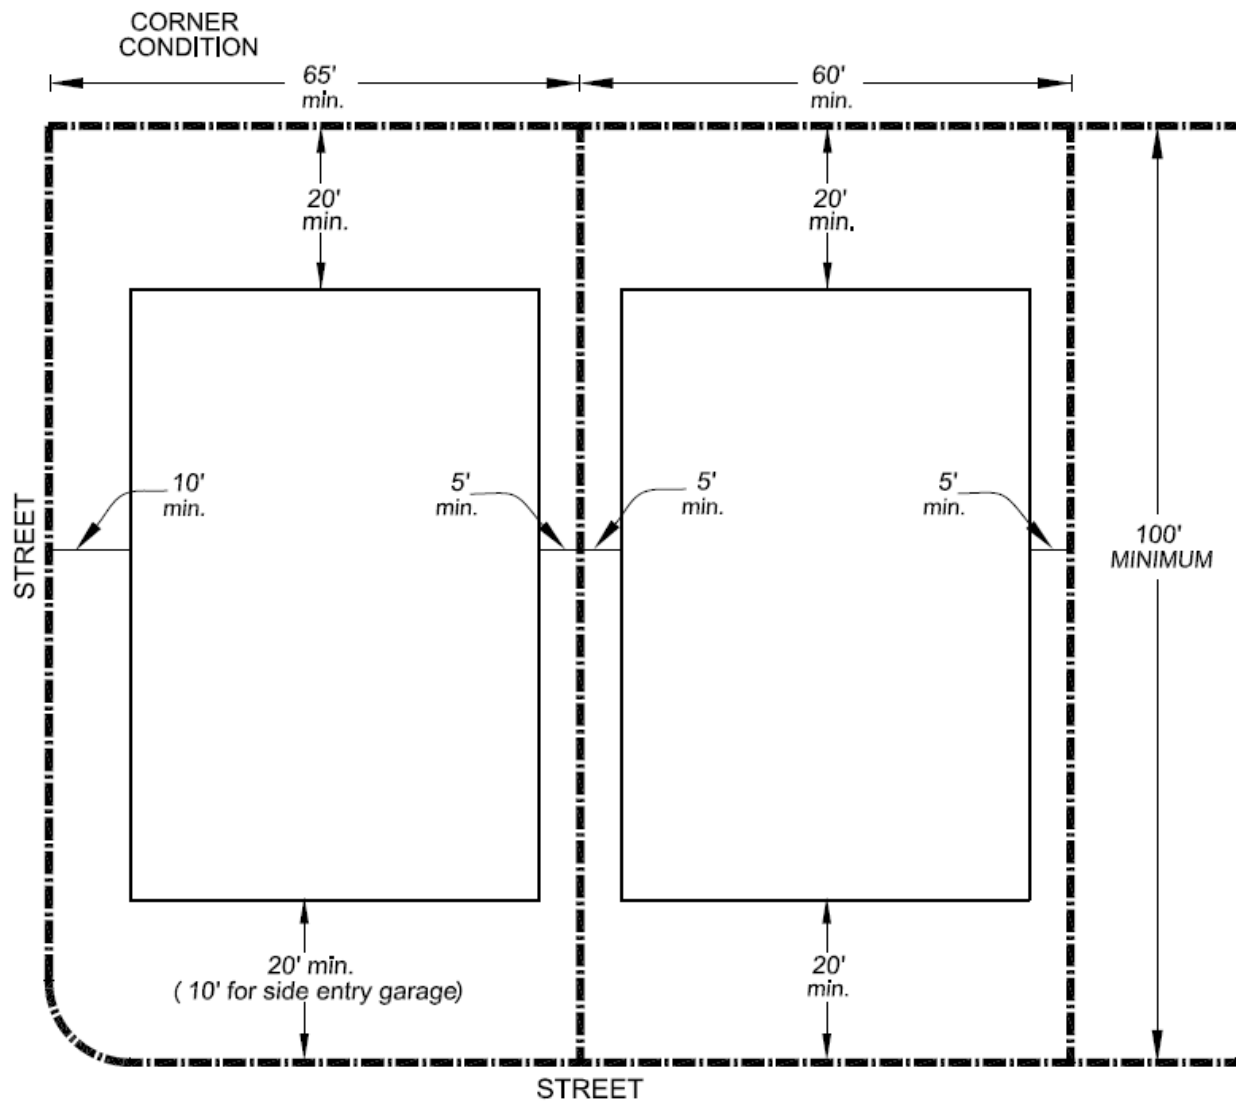 CORNER
CONDITION
65'
min.
60'
min.
20'
min.
20'
min.
10'
min.
5'
min.
5'
min.
5'
min.
STREET
100'
MINIMUM
20' min.
( 10' for side entry garage)
20'
min.
STREET